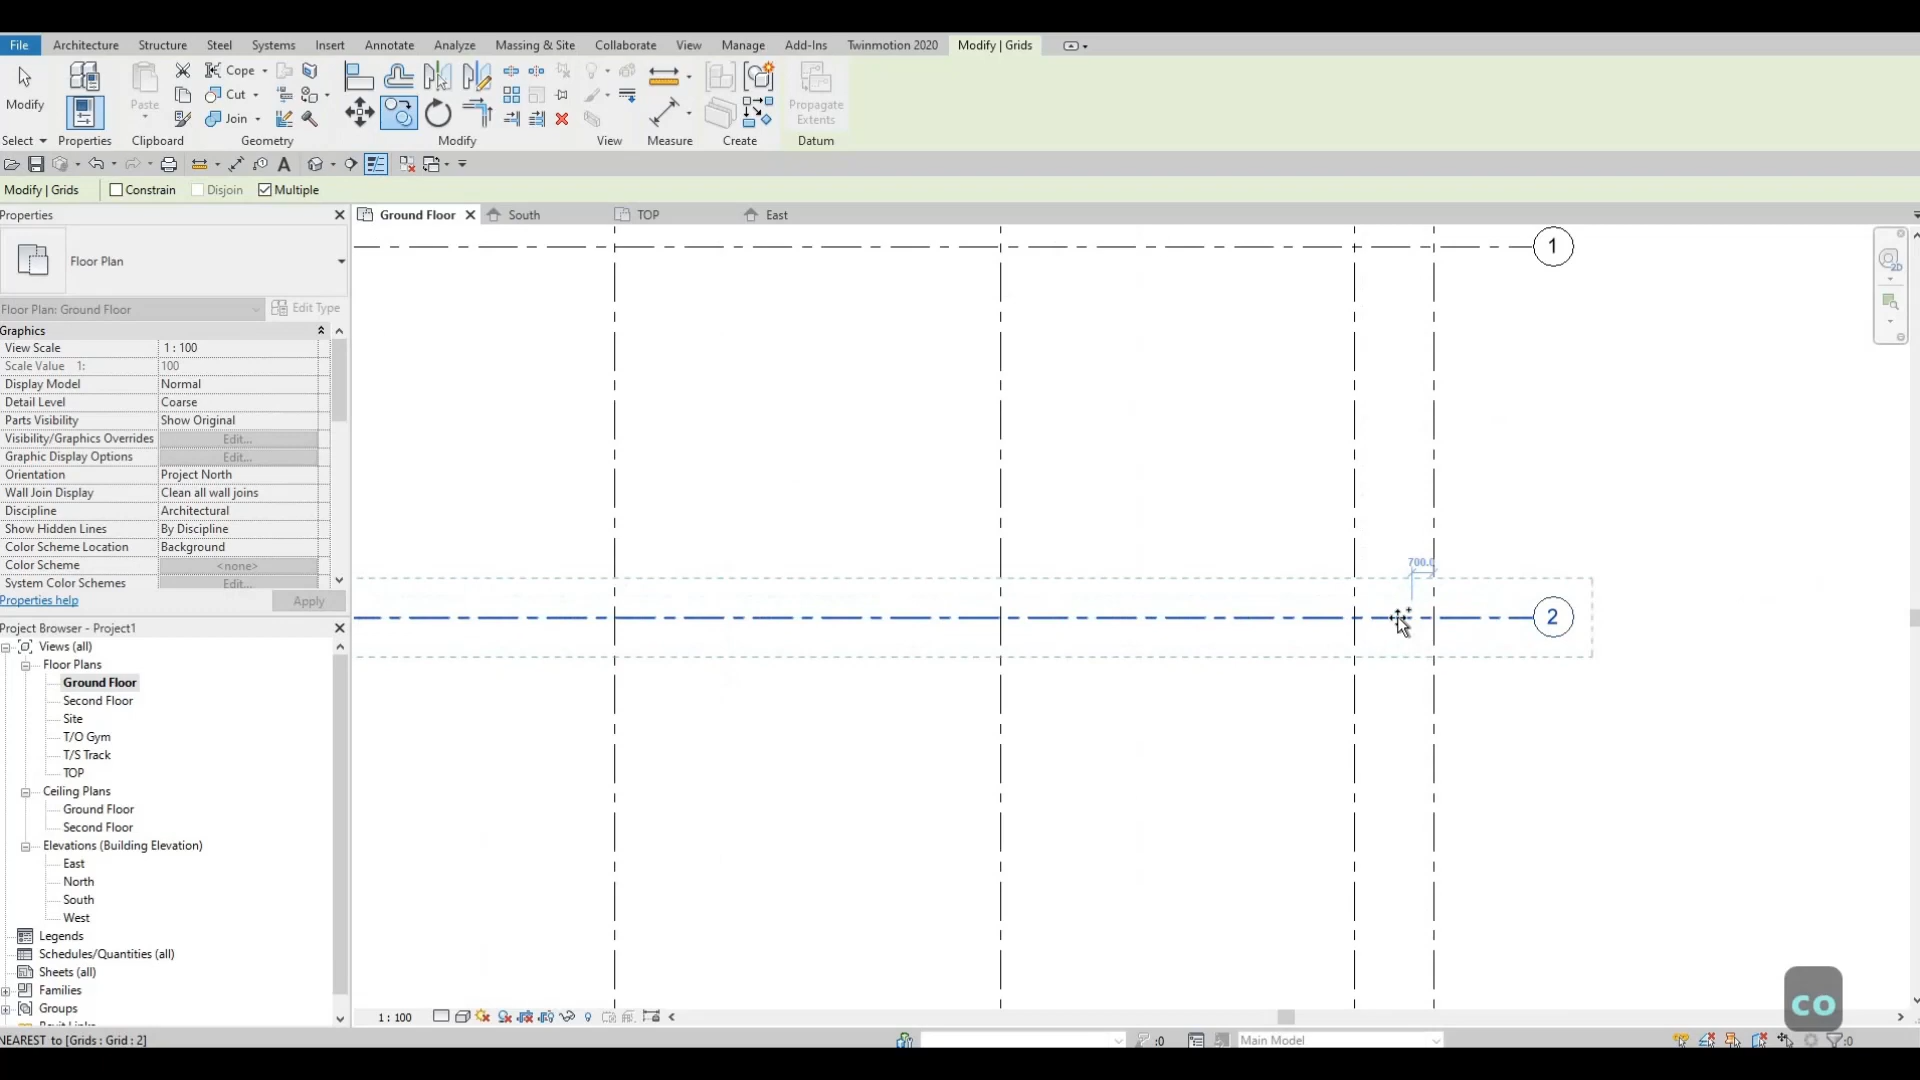 File Architecture Structure Steel Systems Insert Annotate Analyze Massing & Site Collaborate View Manage Add-Ins Twinmotion 2020 Modify | Grids
Cope
Cut
Join
Modify Paste Propagate
Extents
Select Properties Clipboard Geometry Modify View Measure Create Datum
Modify | Grids Constrain Disjoin Multiple
Properties
Ground Floor South TOP East
Floor Plan
Floor Plan: Ground Floor Edit Type
Graphics
View Scale 1 : 100
Scale Value 1: 100
Display Model Normal
Detail Level Coarse
Parts Visibility Show Original
Visibility/Graphics Overrides Edit...
Graphic Display Options Edit...
Orientation Project North
Wall Join Display Clean all wall joins
Discipline Architectural
Show Hidden Lines By Discipline
Color Scheme Location Background
Color Scheme <none>
System Color Schemes Edit...
Properties help Apply
Project Browser - Project1
Views (all)
Floor Plans
Ground Floor
Second Floor
Site
T/O Gym
T/S Track
TOP
Ceiling Plans
Ground Floor
Second Floor
Elevations (Building Elevation)
East
North
South
West
Legends
Schedules/Quantities (all)
Sheets (all)
Families
Groups
1
700.0
2
2D
co
1 : 100
NEAREST to [Grids : Grid : 2] :0 Main Model :0